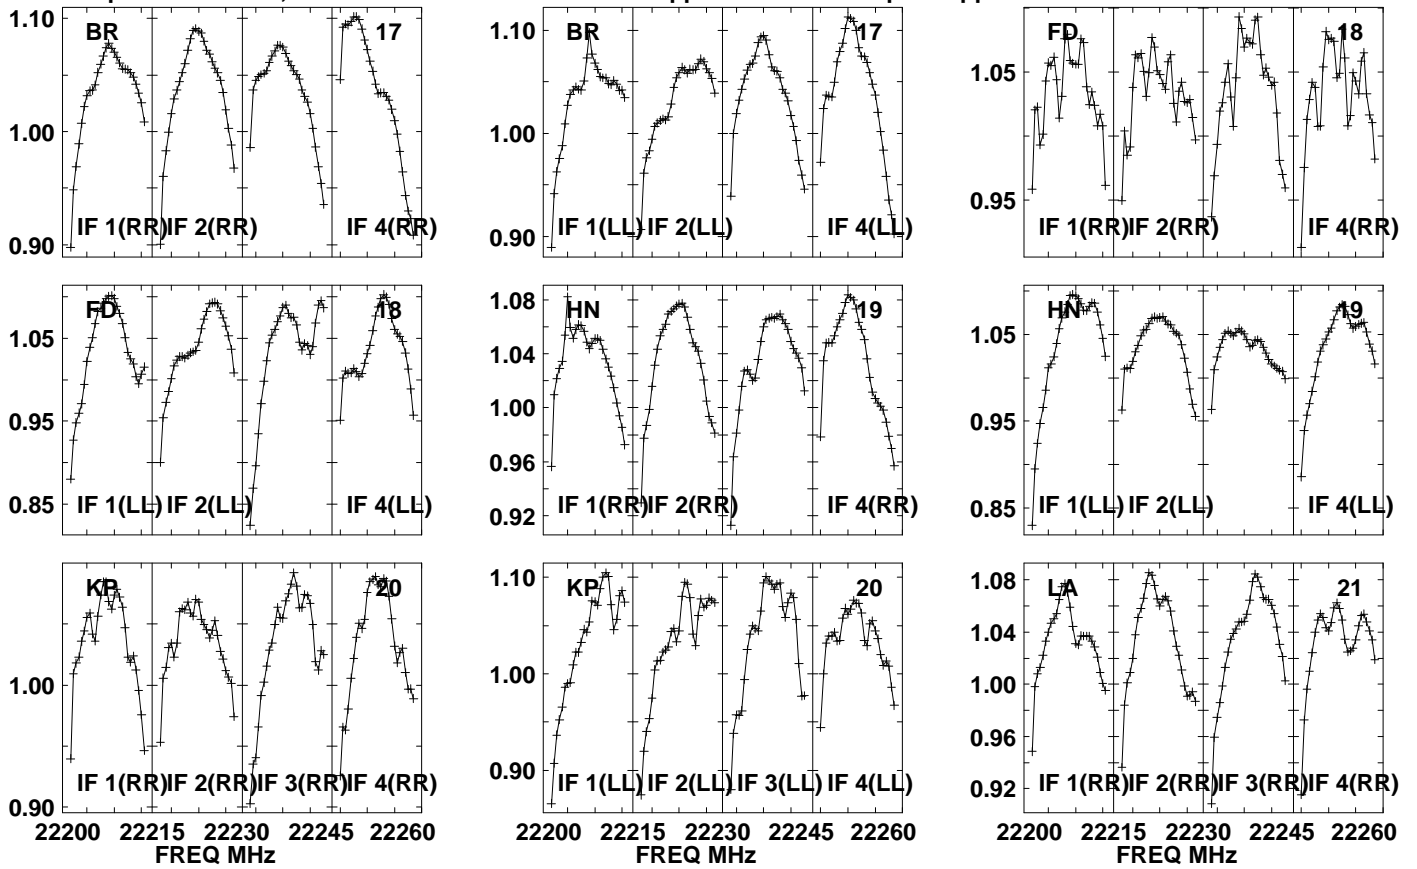 BR 17
1.10
1.00
0.90
IF 1(RR) IF 2(RR) IF 4(RR)
BR 17
1.10
1.00
0.90
IF 1(LL) IF 2(LL) IF 4(LL)
FD 18
1.05
0.95
IF 1(RR) IF 2(RR) IF 4(RR)
FD 18
1.05
0.95
0.85
IF 1(LL) IF 2(LL) IF 4(LL)
HN 19
1.08
1.04
1.00
0.96
0.92
IF 1(RR) IF 2(RR) IF 4(RR)
HN 19
1.05
0.95
0.85
IF 1(LL) IF 2(LL) IF 4(LL)
KP 20
1.00
0.90
IF 1(RR) IF 2(RR) IF 3(RR) IF 4(RR)
22200 22215 22230 22245 22260
FREQ MHz
KP 20
1.10
1.00
0.90
IF 1(LL) IF 2(LL) IF 3(LL) IF 4(LL)
22200 22215 22230 22245 22260
FREQ MHz
LA 21
1.08
1.04
1.00
0.96
0.92
IF 1(RR) IF 2(RR) IF 3(RR) IF 4(RR)
22200 22215 22230 22245 22260
FREQ MHz